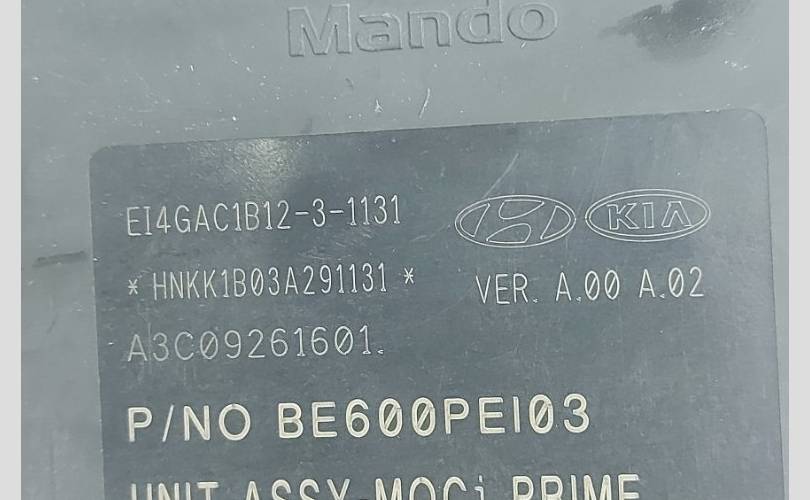 Mando
EI4GAC1B12-3-1131
KIA
*HNKK1B03A291131*
VER. A.00 A.02
A3C09261601.
P/NO BE600PEI03
UNIT ASSY-MOCi PRIME